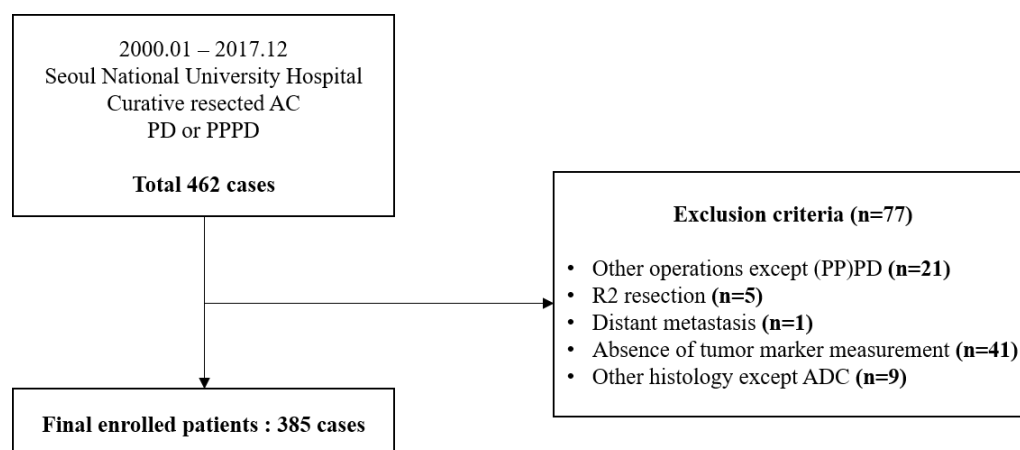 2000.01 – 2017.12
Seoul National University Hospital
Curative resected AC
PD or PPPD
Total 462 cases
Exclusion criteria (n=77)
• Other operations except (PP)PD (n=21)
• R2 resection (n=5)
• Distant metastasis (n=1)
• Absence of tumor marker measurement (n=41)
• Other histology except ADC (n=9)
Final enrolled patients : 385 cases